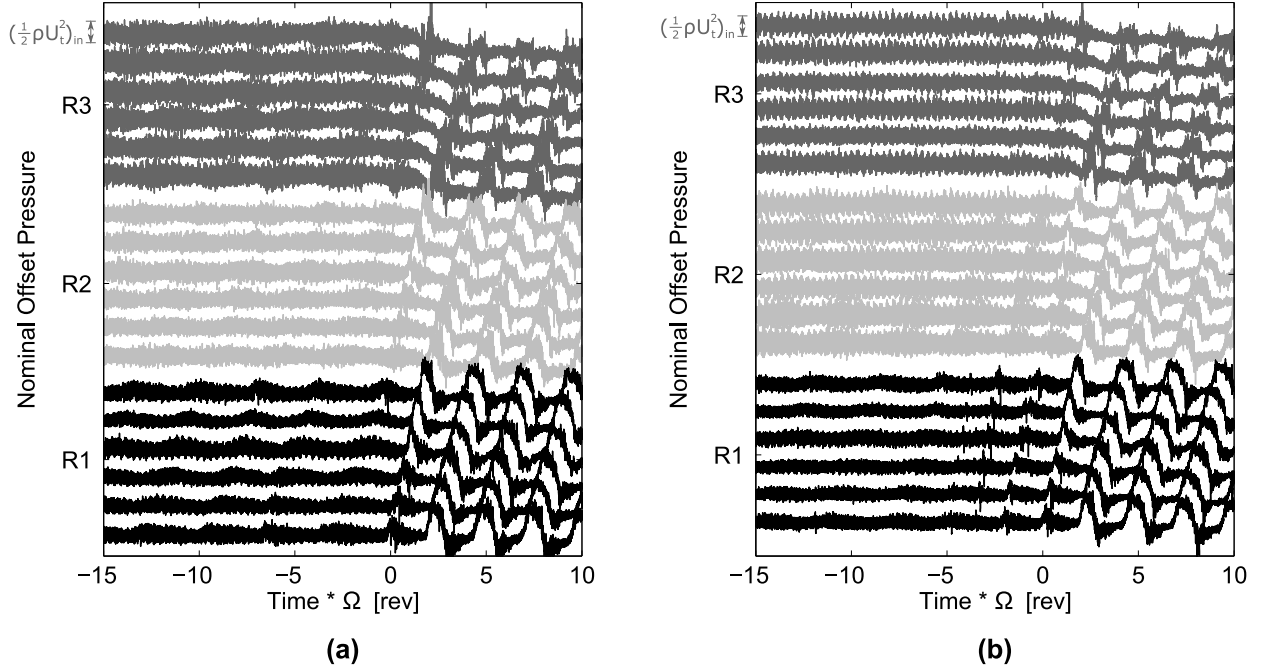 (½ρU_t²)_in
R3
R2
R1
Nominal Offset Pressure
−15 −10 −5 0 5 10
Time * Ω [rev]
(a)
(½ρU_t²)_in
R3
R2
R1
Nominal Offset Pressure
−15 −10 −5 0 5 10
Time * Ω [rev]
(b)